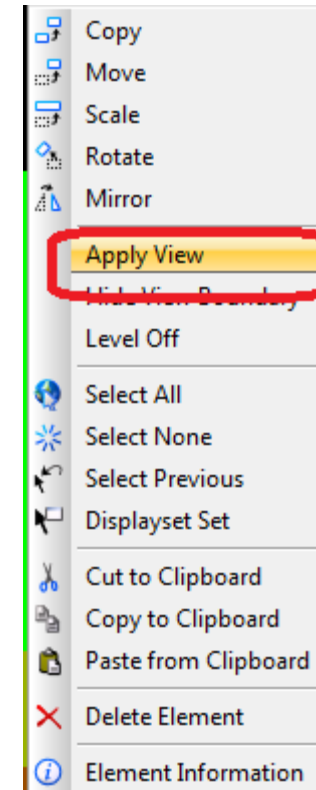 Copy
Move
Scale
Rotate
Mirror
Apply View
Hide View Boundary
Level Off
Select All
Select None
Select Previous
Displayset Set
Cut to Clipboard
Copy to Clipboard
Paste from Clipboard
Delete Element
Element Information